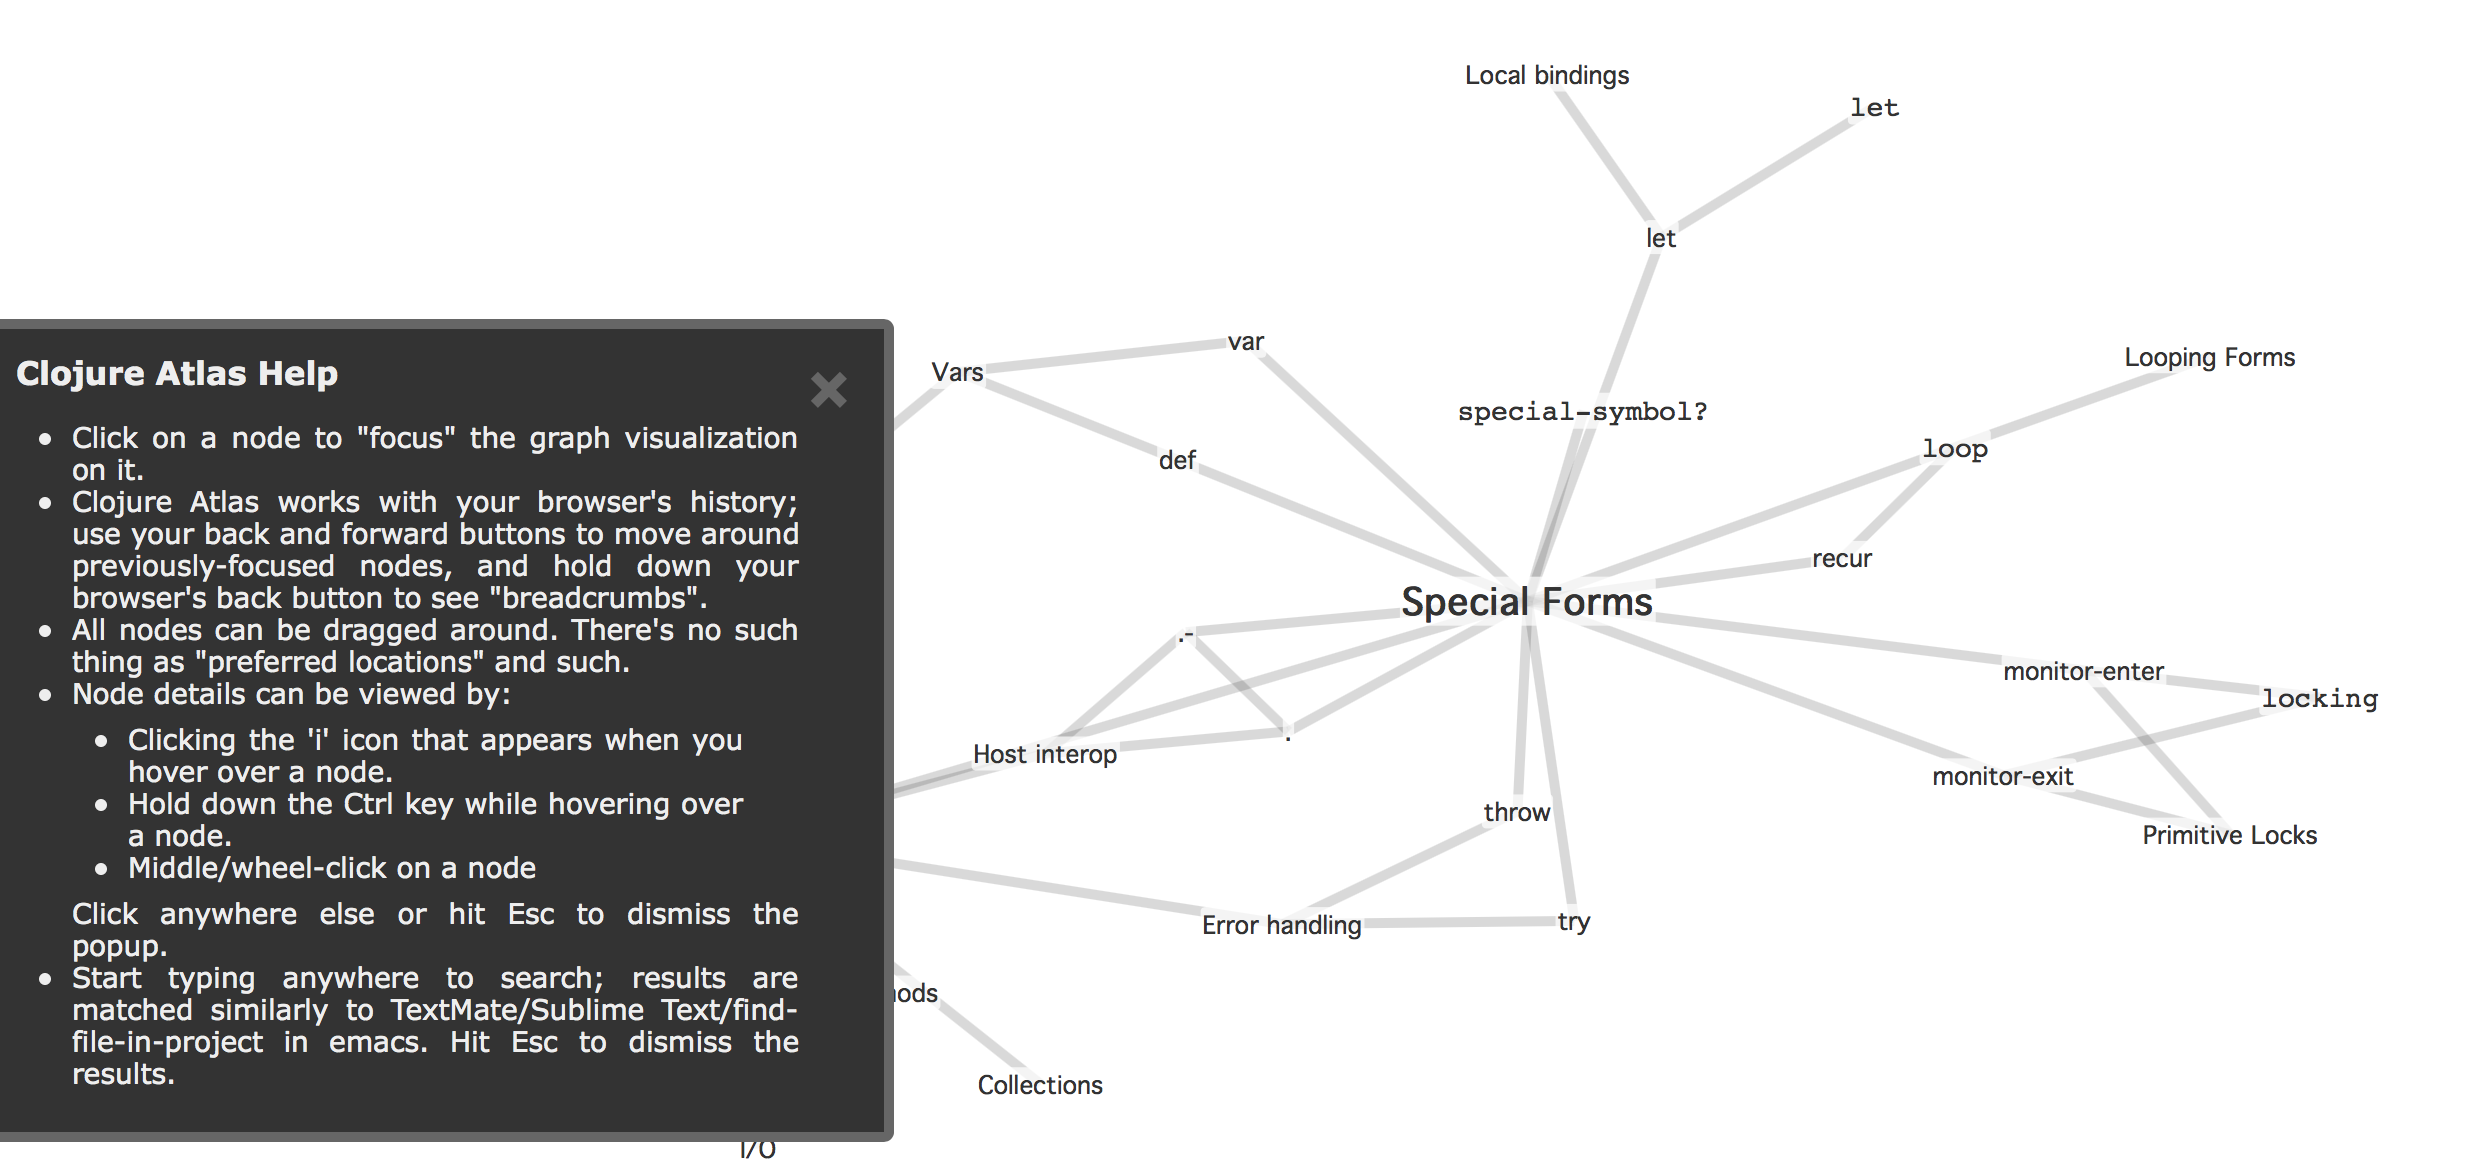 Local bindings
let
let
var
Looping Forms
Vars
special-symbol?
loop
def
recur
Special Forms
.-
monitor-enter
locking
.
Host interop
monitor-exit
throw
Primitive Locks
Error handling
try
Collections
I/O
Clojure Atlas Help
Click on a node to "focus" the graph visualization
on it.
Clojure Atlas works with your browser's history;
use your back and forward buttons to move around
previously-focused nodes, and hold down your
browser's back button to see "breadcrumbs".
All nodes can be dragged around. There's no such
thing as "preferred locations" and such.
Node details can be viewed by:
Clicking the 'i' icon that appears when you
hover over a node.
Hold down the Ctrl key while hovering over
a node.
Middle/wheel-click on a node
Click anywhere else or hit Esc to dismiss the
popup.
Start typing anywhere to search; results are
matched similarly to TextMate/Sublime Text/find-
file-in-project in emacs. Hit Esc to dismiss the
results.